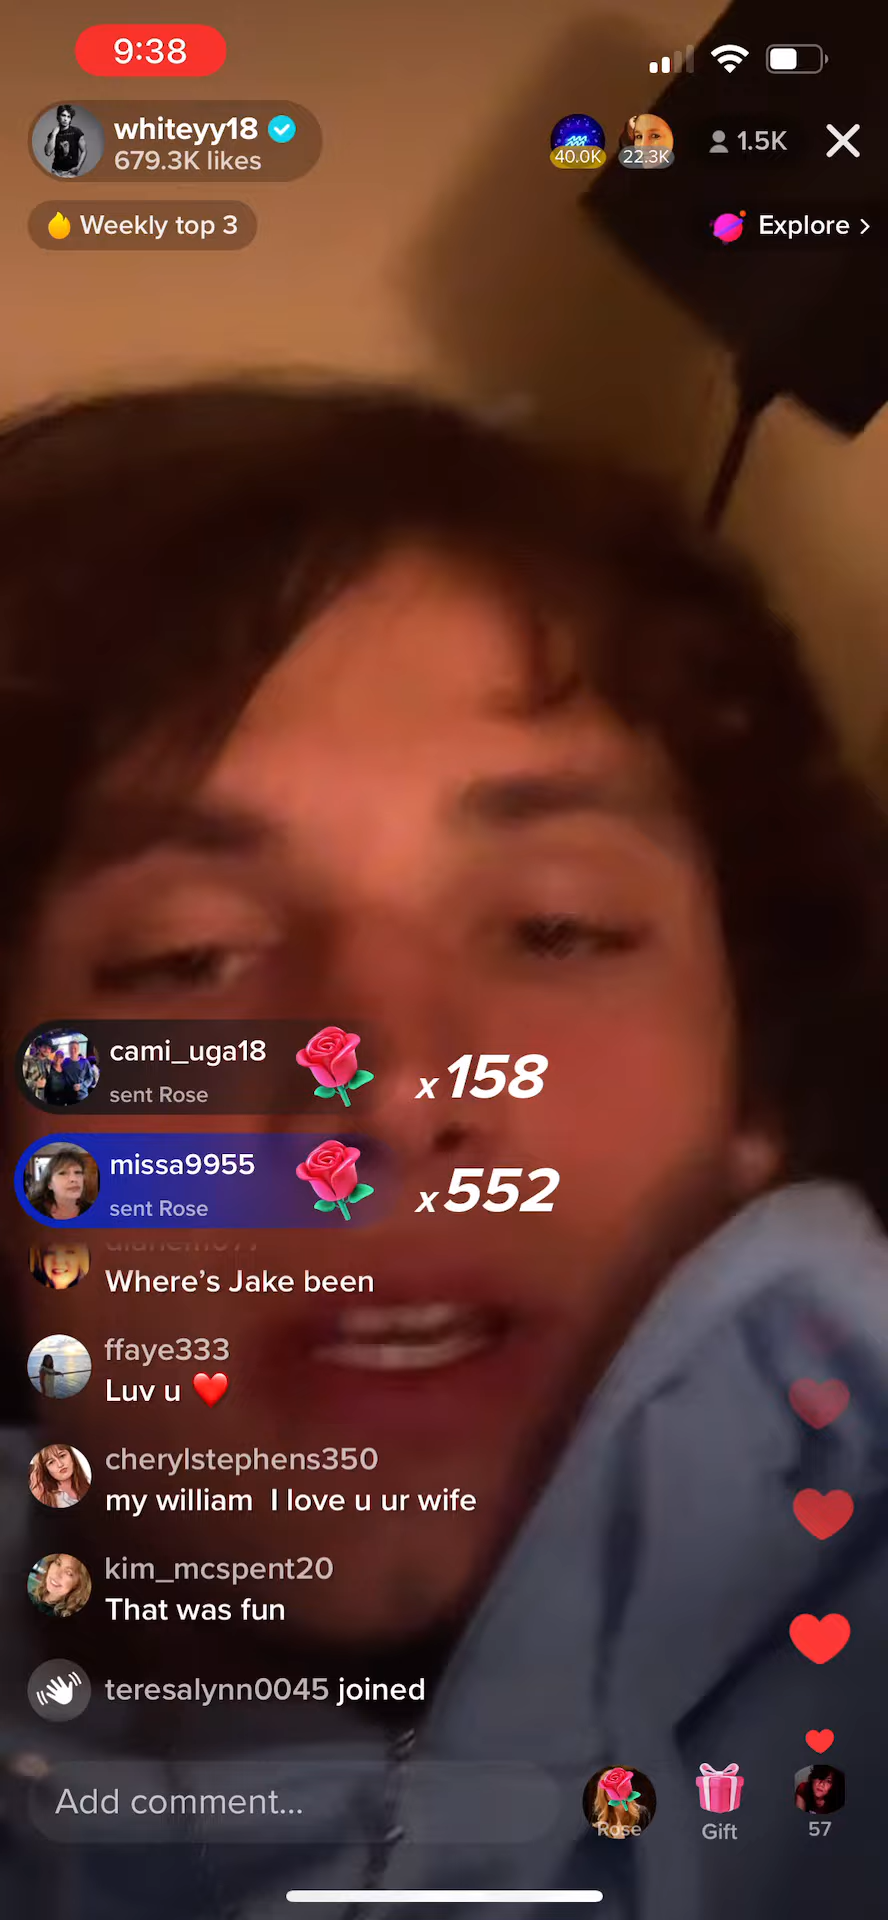 9:38
whiteyy18
679.3K likes
40.0K
22.3K
1.5K
Weekly top 3
Explore >
cami_uga18
sent Rose
x158
missa9955
sent Rose
x552
Where's Jake been
ffaye333
Luv u ❤️
cherylstephens350
my william I love u ur wife
kim_mcspent20
That was fun
teresalynn0045 joined
Add comment...
Rose
Gift
57